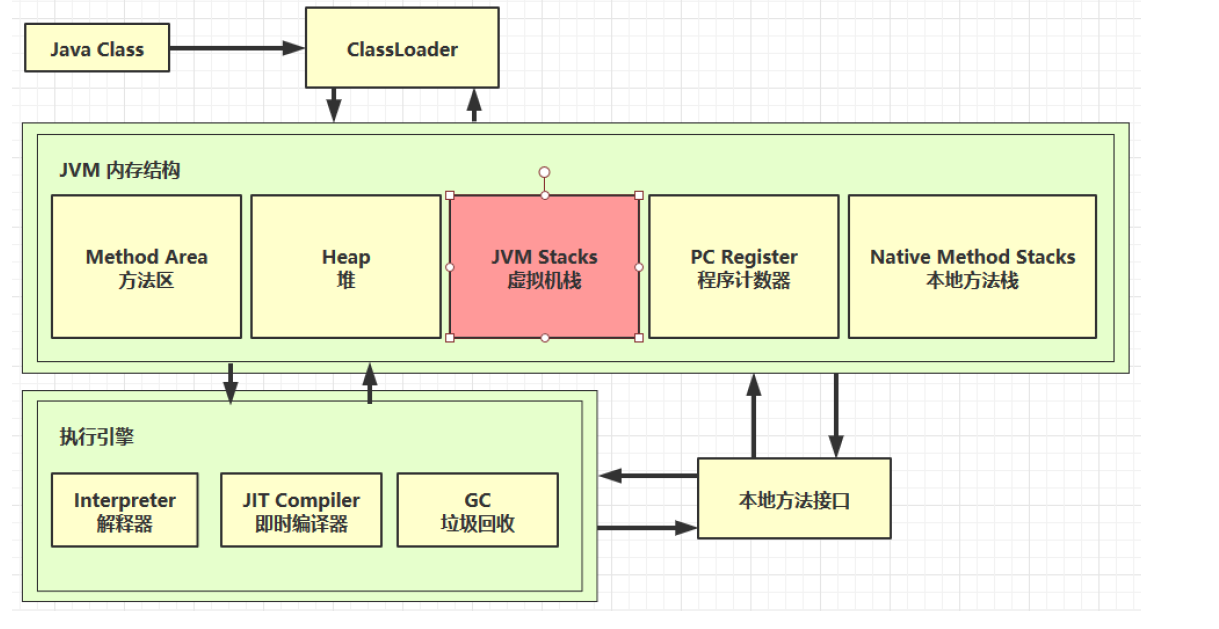 Java Class
ClassLoader
JVM 内存结构
Method Area
方法区
Heap
堆
JVM Stacks
虚拟机栈
PC Register
程序计数器
Native Method Stacks
本地方法栈
执行引擎
Interpreter
解释器
JIT Compiler
即时编译器
GC
垃圾回收
本地方法接口